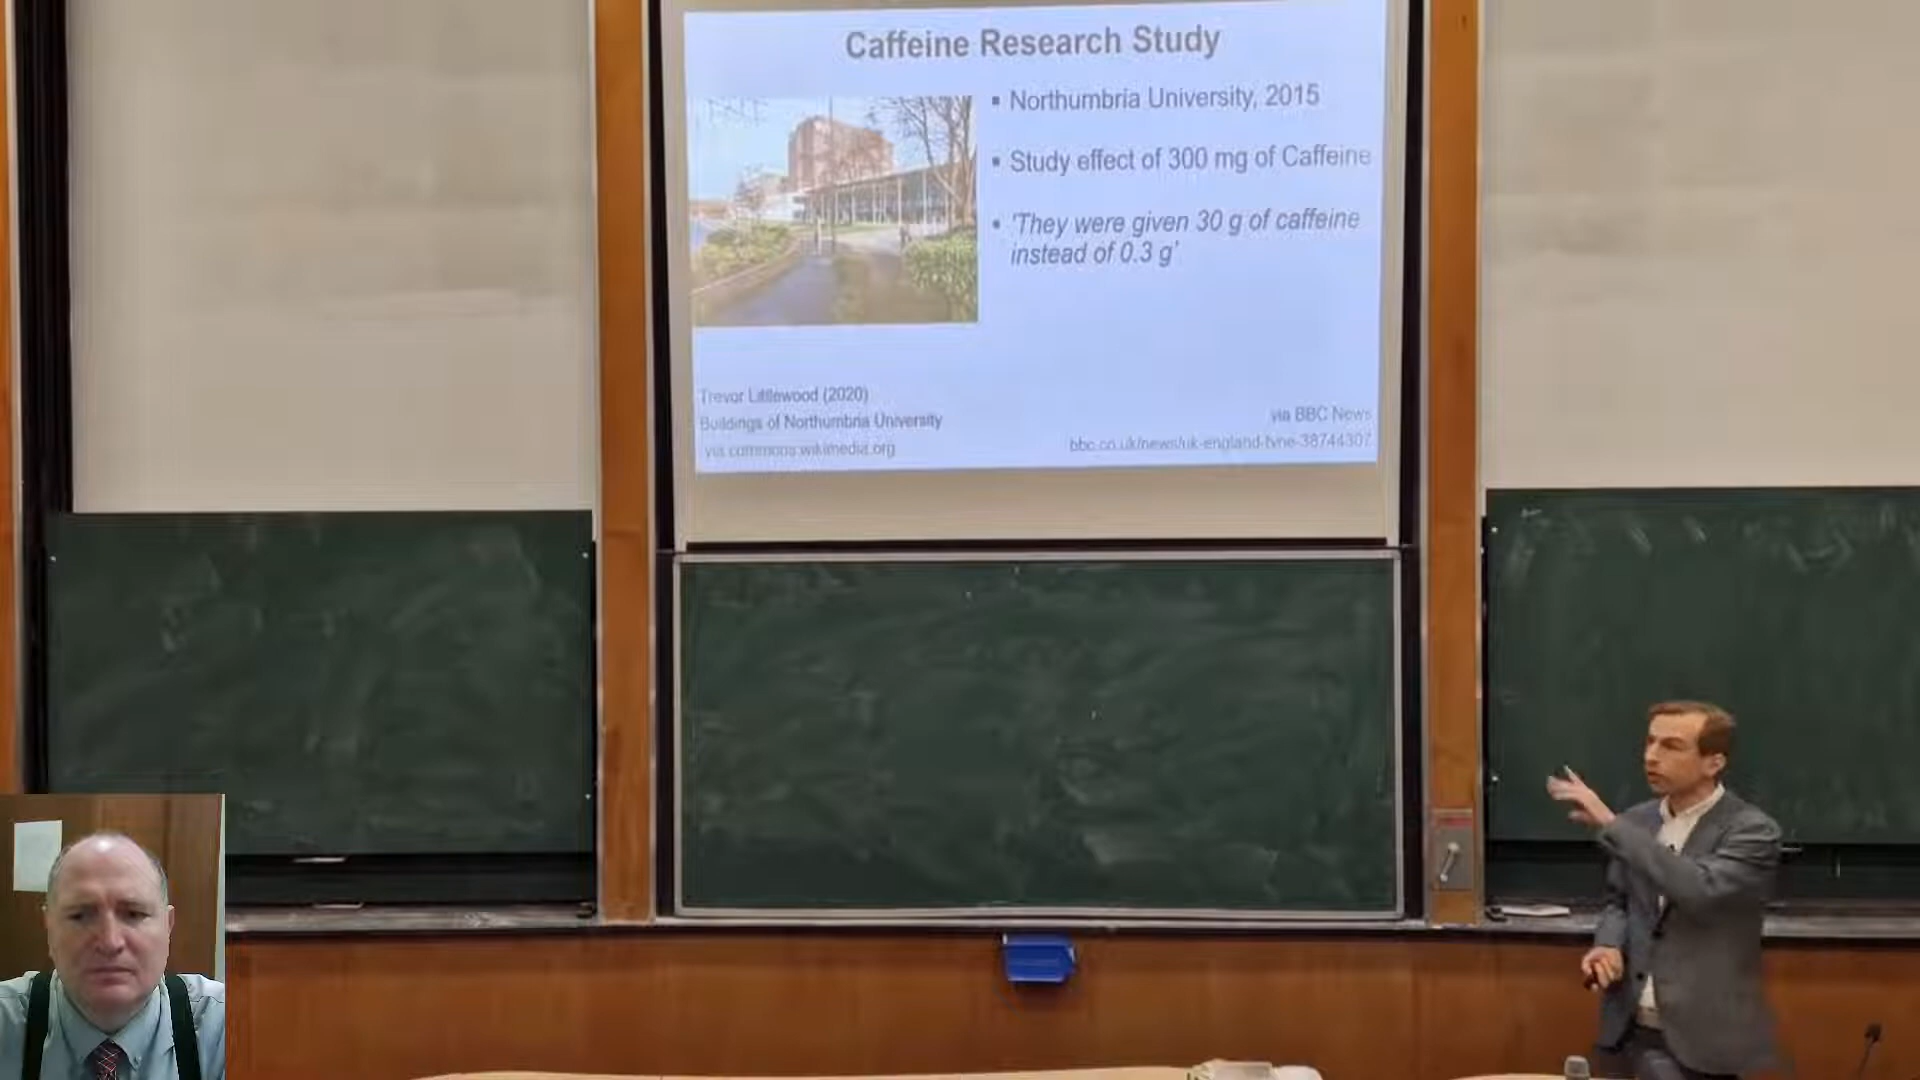 Caffeine Research Study
▪ Northumbria University, 2015
▪ Study effect of 300 mg of Caffeine
▪ 'They were given 30 g of caffeine
instead of 0.3 g'
Trevor Littlewood (2020)
Buildings of Northumbria University
via commons.wikimedia.org
via BBC News
bbc.co.uk/news/uk-england-tyne-38744307